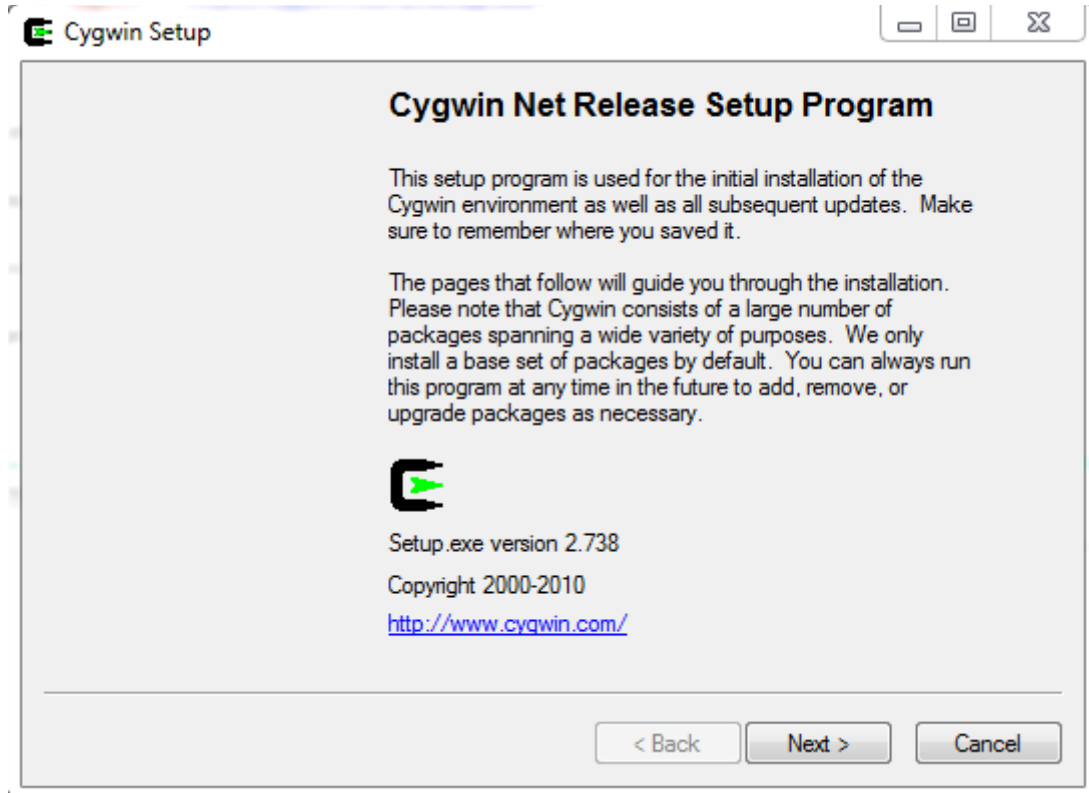 Cygwin Setup
Cygwin Net Release Setup Program
This setup program is used for the initial installation of the
Cygwin environment as well as all subsequent updates.  Make
sure to remember where you saved it.
The pages that follow will guide you through the installation.
Please note that Cygwin consists of a large number of
packages spanning a wide variety of purposes.  We only
install a base set of packages by default.  You can always run
this program at any time in the future to add, remove, or
upgrade packages as necessary.
Setup.exe version 2.738
Copyright 2000-2010
http://www.cygwin.com/
< Back
Next >
Cancel